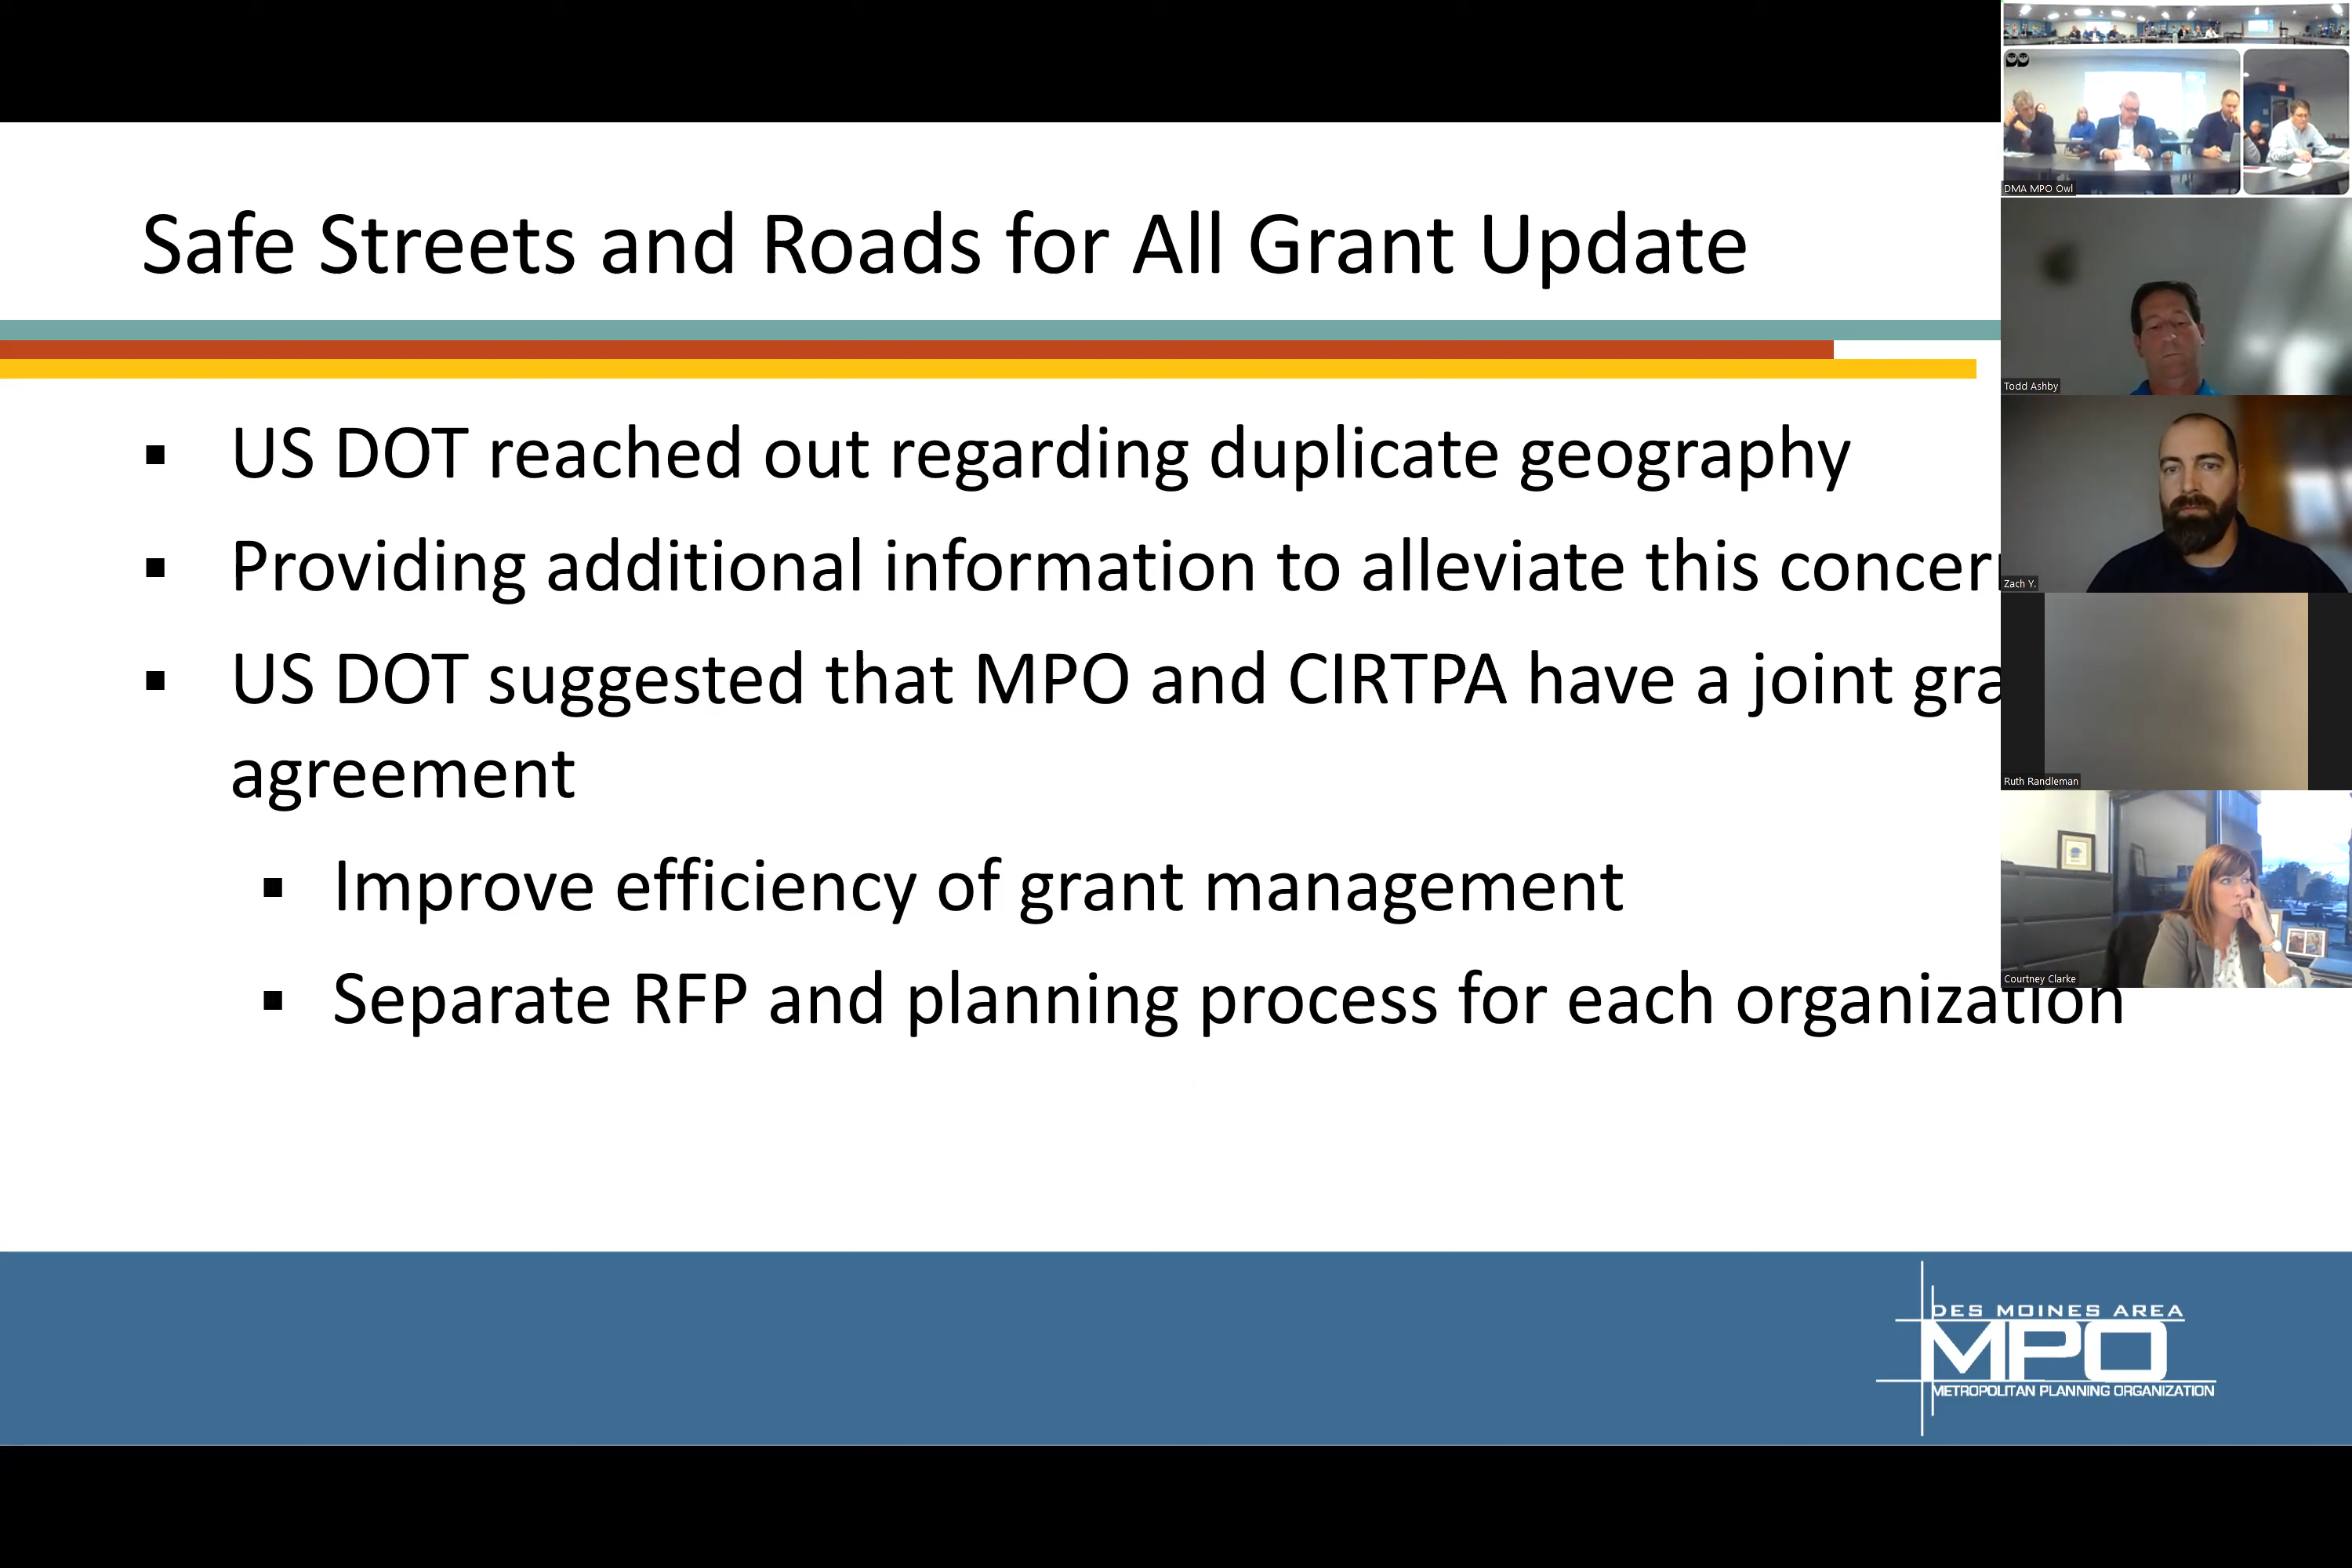 Safe Streets and Roads for All Grant Update
▪ US DOT reached out regarding duplicate geography
▪ Providing additional information to alleviate this concer
▪ US DOT suggested that MPO and CIRTPA have a joint gra
agreement
▪ Improve efficiency of grant management
▪ Separate RFP and planning process for each organization
DMA MPO Owl
Todd Ashby
Zach Y.
Ruth Randleman
Courtney Clarke
DES MOINES AREA
MPO
METROPOLITAN PLANNING ORGANIZATION